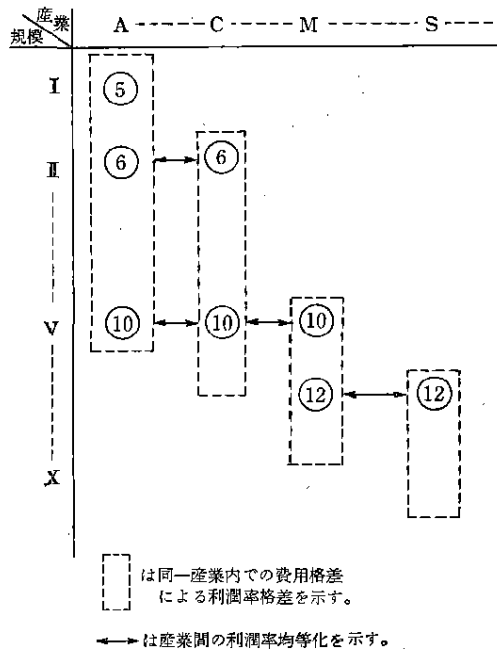 産業
規模
A C M S
I
5
II 6 6
V 10 10 10
12 12
X
は同一産業内での費用格差
による利潤率格差を示す。
は産業間の利潤率均等化を示す。